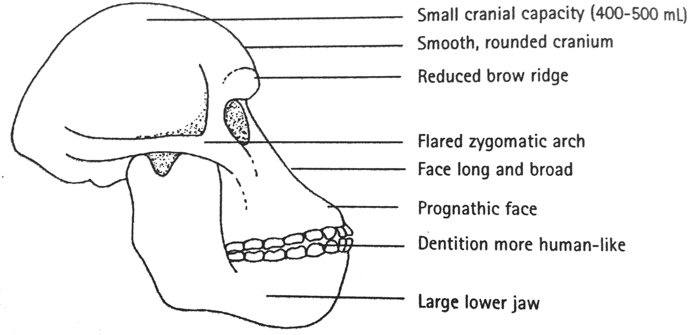 Small cranial capacity (400-500 mL)
Smooth, rounded cranium
Reduced brow ridge
Flared zygomatic arch
Face long and broad
Prognathic face
Dentition more human-like
Large lower jaw